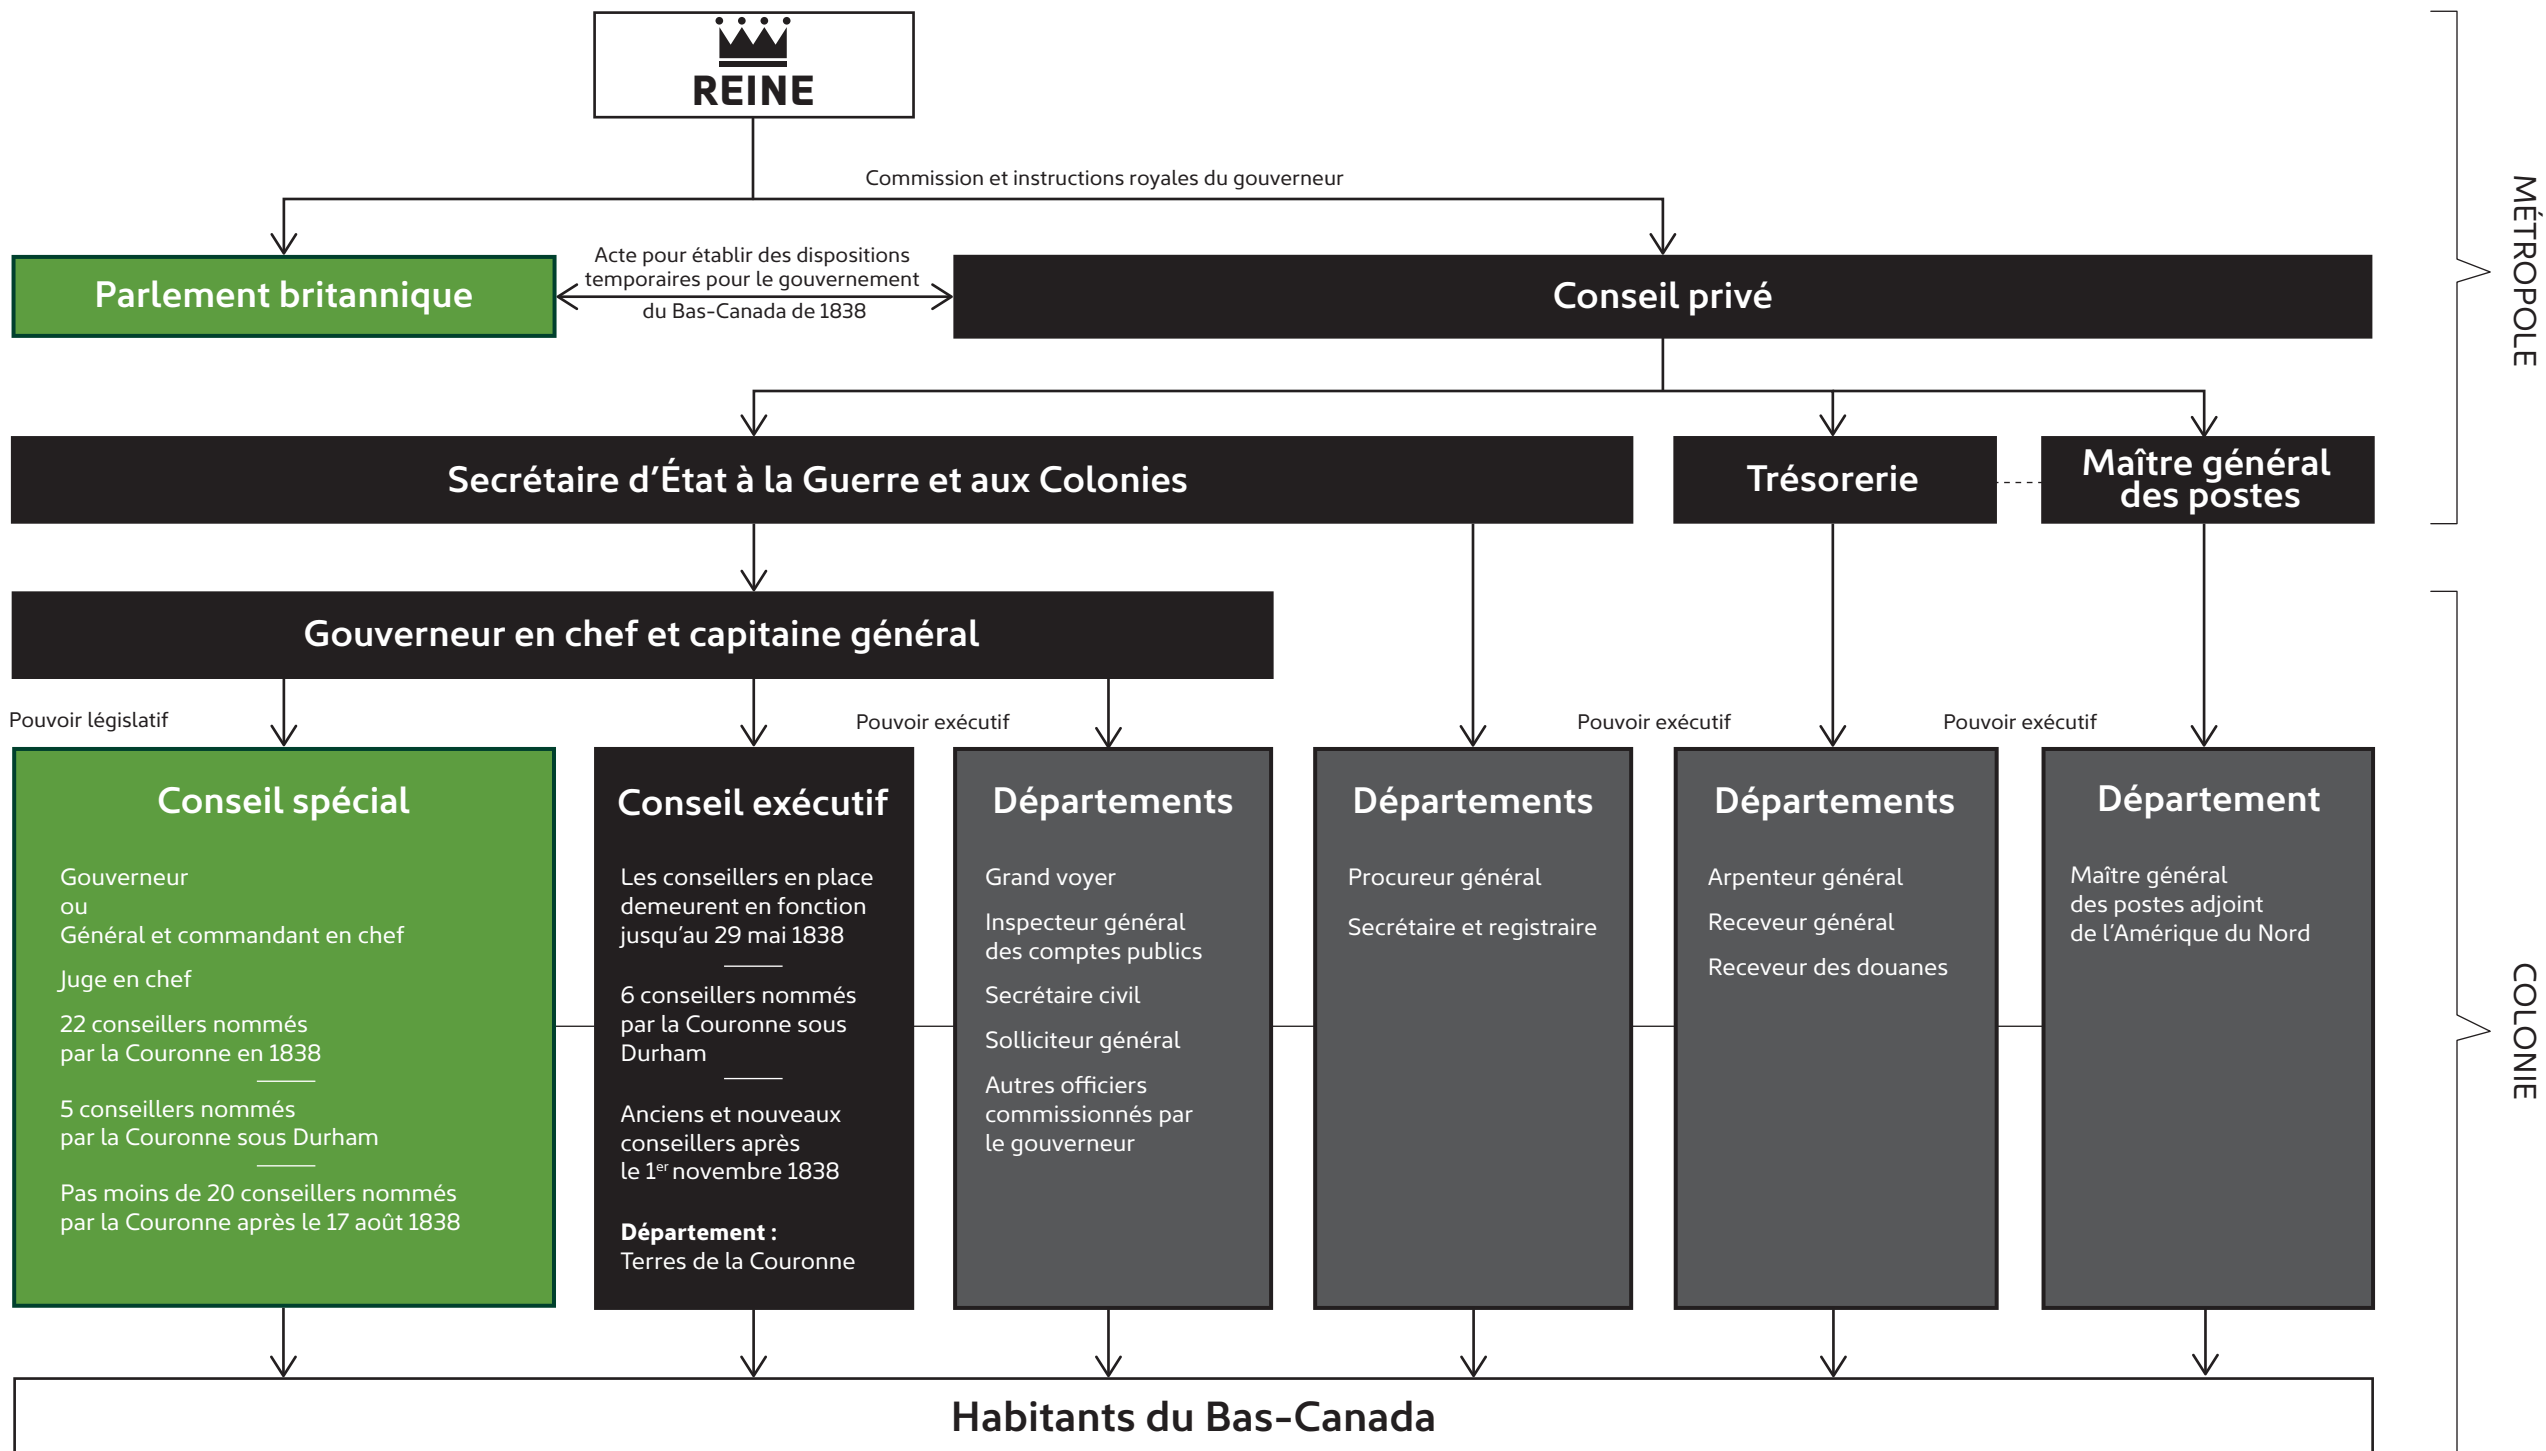 REINE
Commission et instructions royales du gouverneur
MÉTROPOLE
Parlement britannique
Acte pour établir des dispositions
temporaires pour le gouvernement
du Bas-Canada de 1838
Conseil privé
Secrétaire d'État à la Guerre et aux Colonies
Trésorerie
Maître général
des postes
Gouverneur en chef et capitaine général
Pouvoir législatif
Pouvoir exécutif
Pouvoir exécutif
Pouvoir exécutif
COLONIE
Conseil spécial
Gouverneur
ou
Général et commandant en chef
Juge en chef
22 conseillers nommés
par la Couronne en 1838
5 conseillers nommés
par la Couronne sous Durham
Pas moins de 20 conseillers nommés
par la Couronne après le 17 août 1838
Conseil exécutif
Les conseillers en place
demeurent en fonction
jusqu'au 29 mai 1838
6 conseillers nommés
par la Couronne sous
Durham
Anciens et nouveaux
conseillers après
le 1er novembre 1838
Département :
Terres de la Couronne
Départements
Grand voyer
Inspecteur général
des comptes publics
Secrétaire civil
Solliciteur général
Autres officiers
commissionnés par
le gouverneur
Départements
Procureur général
Secrétaire et registraire
Départements
Arpenteur général
Receveur général
Receveur des douanes
Département
Maître général
des postes adjoint
de l'Amérique du Nord
Habitants du Bas-Canada